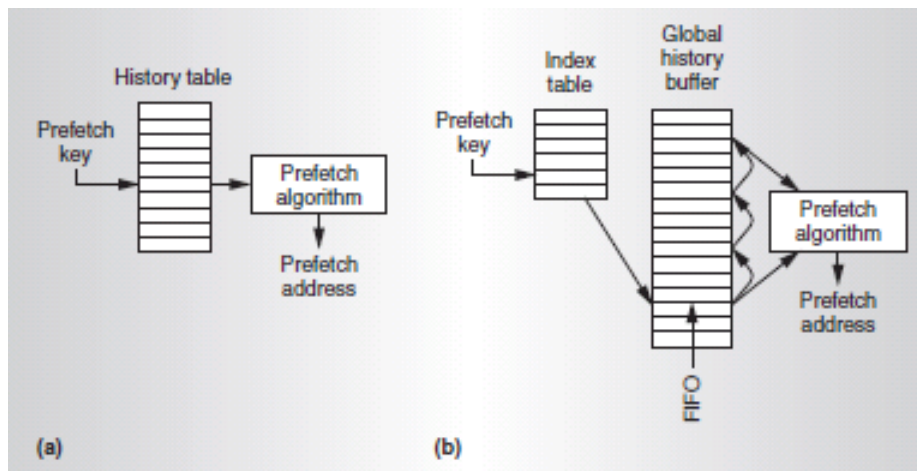 History table
Prefetch
key
Prefetch
algorithm
Prefetch
address
(a)
Index
table
Global
history
buffer
Prefetch
key
Prefetch
algorithm
Prefetch
address
FIFO
(b)